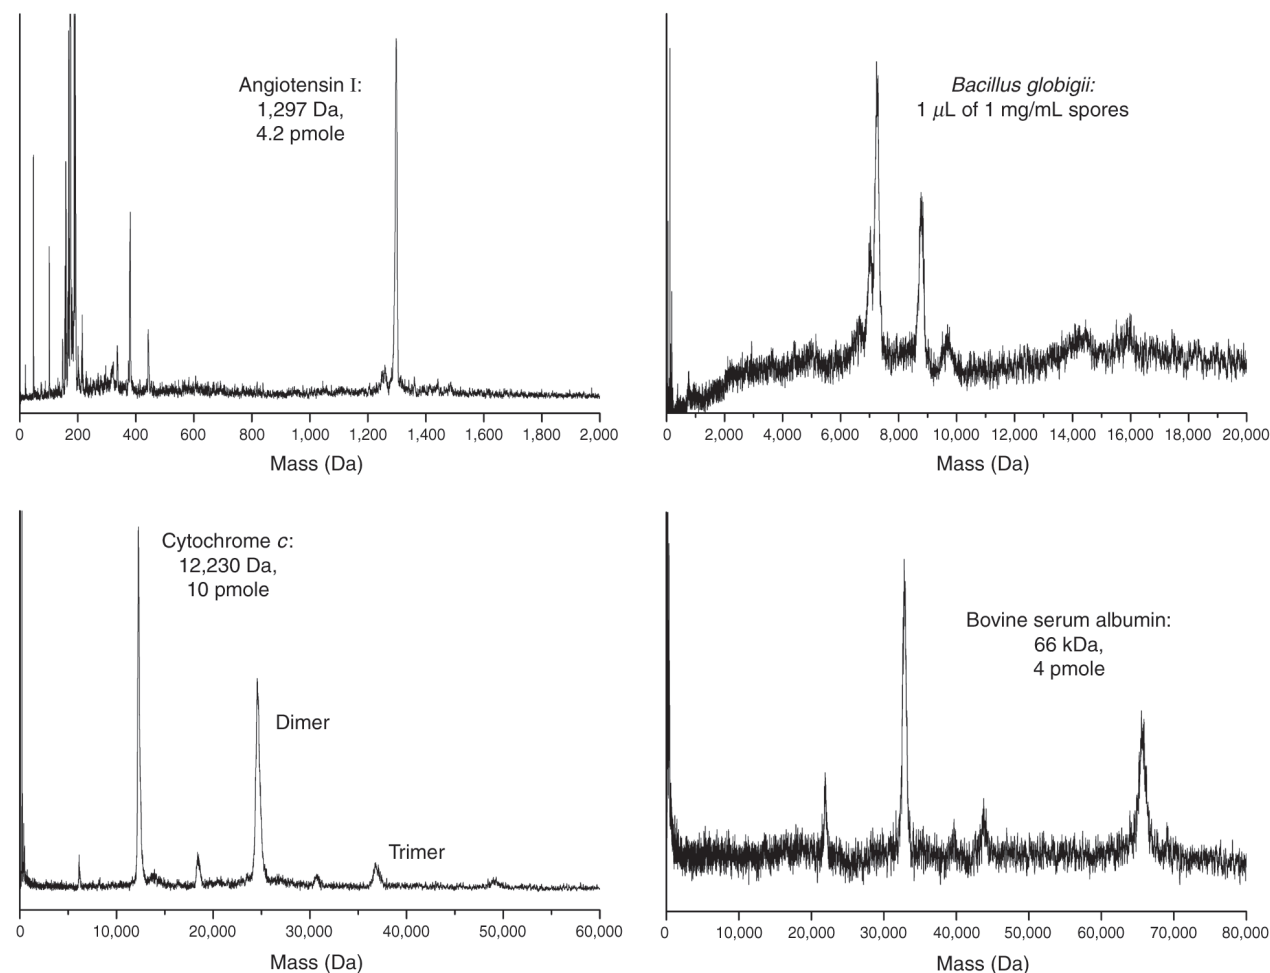 Angiotensin I:
1,297 Da,
4.2 pmole
0 200 400 600 800 1,000 1,200 1,400 1,600 1,800 2,000
Mass (Da)
Bacillus globigii:
1 μL of 1 mg/mL spores
0 2,000 4,000 6,000 8,000 10,000 12,000 14,000 16,000 18,000 20,000
Mass (Da)
Cytochrome c:
12,230 Da,
10 pmole
Dimer
Trimer
0 10,000 20,000 30,000 40,000 50,000 60,000
Mass (Da)
Bovine serum albumin:
66 kDa,
4 pmole
0 10,000 20,000 30,000 40,000 50,000 60,000 70,000 80,000
Mass (Da)